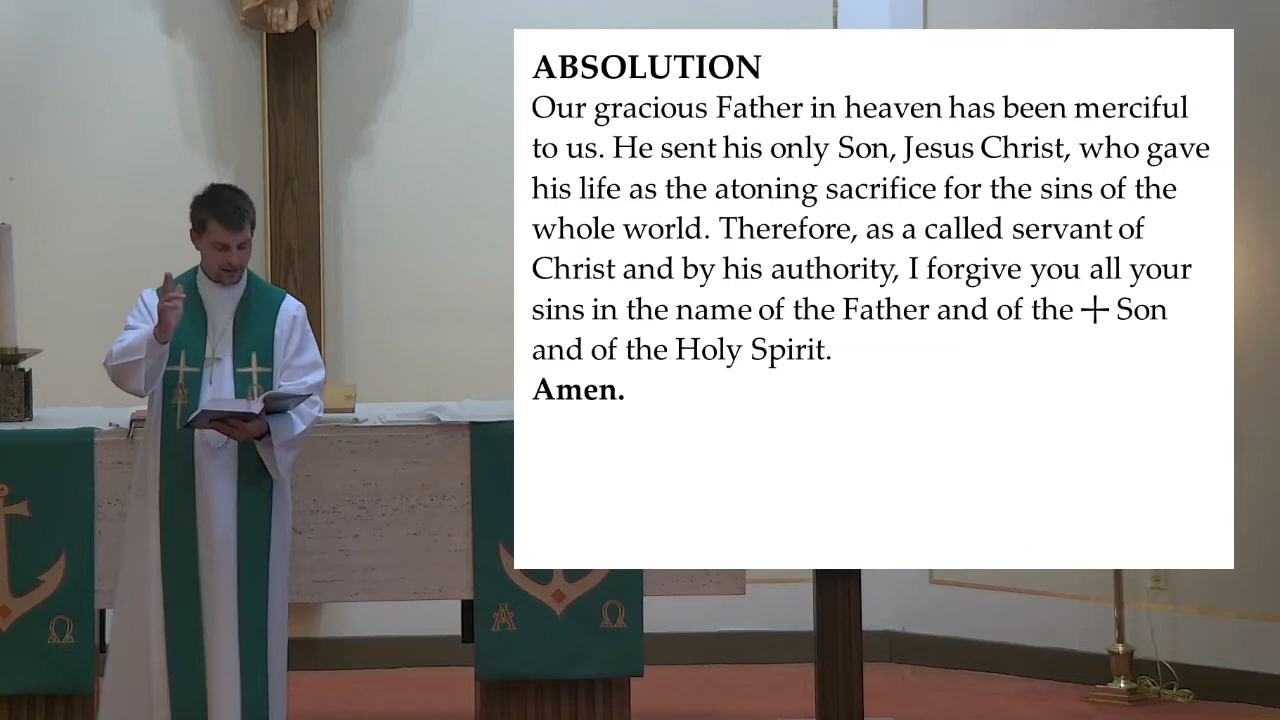 ABSOLUTION
Our gracious Father in heaven has been merciful
to us. He sent his only Son, Jesus Christ, who gave
his life as the atoning sacrifice for the sins of the
whole world. Therefore, as a called servant of
Christ and by his authority, I forgive you all your
sins in the name of the Father and of the + Son
and of the Holy Spirit.
Amen.
Ω
Α Ω